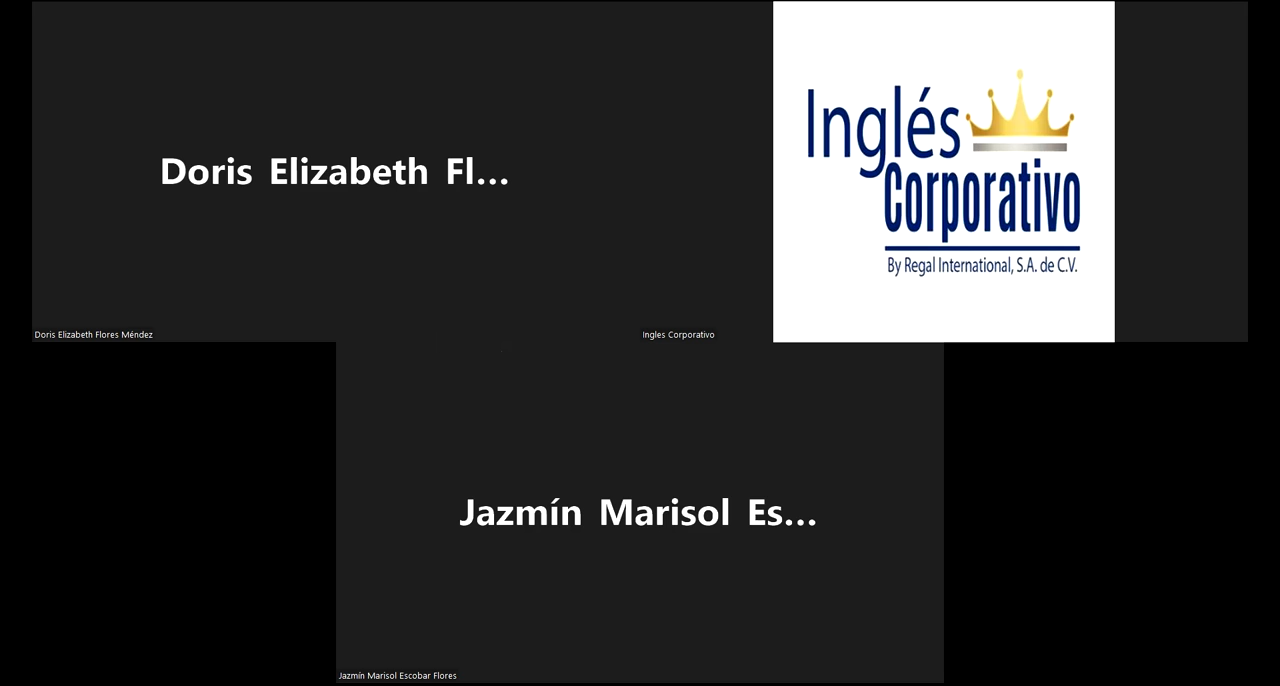 Doris Elizabeth Fl...
Doris Elizabeth Flores Méndez
Inglés
Corporativo
By Regal International, S.A. de C.V.
Ingles Corporativo
Jazmín Marisol Es...
Jazmín Marisol Escobar Flores